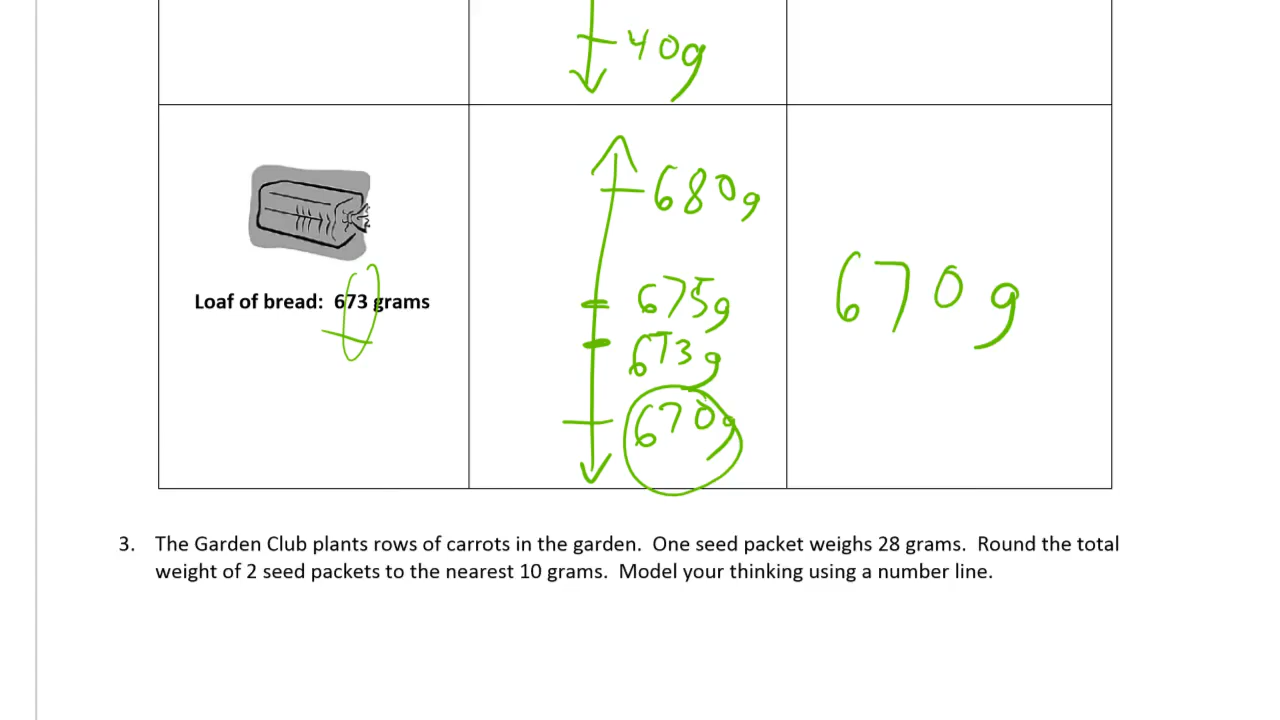 40g
680g
675g
Loaf of bread: 673 grams
670g
673g
670g
3. The Garden Club plants rows of carrots in the garden. One seed packet weighs 28 grams. Round the total
weight of 2 seed packets to the nearest 10 grams. Model your thinking using a number line.